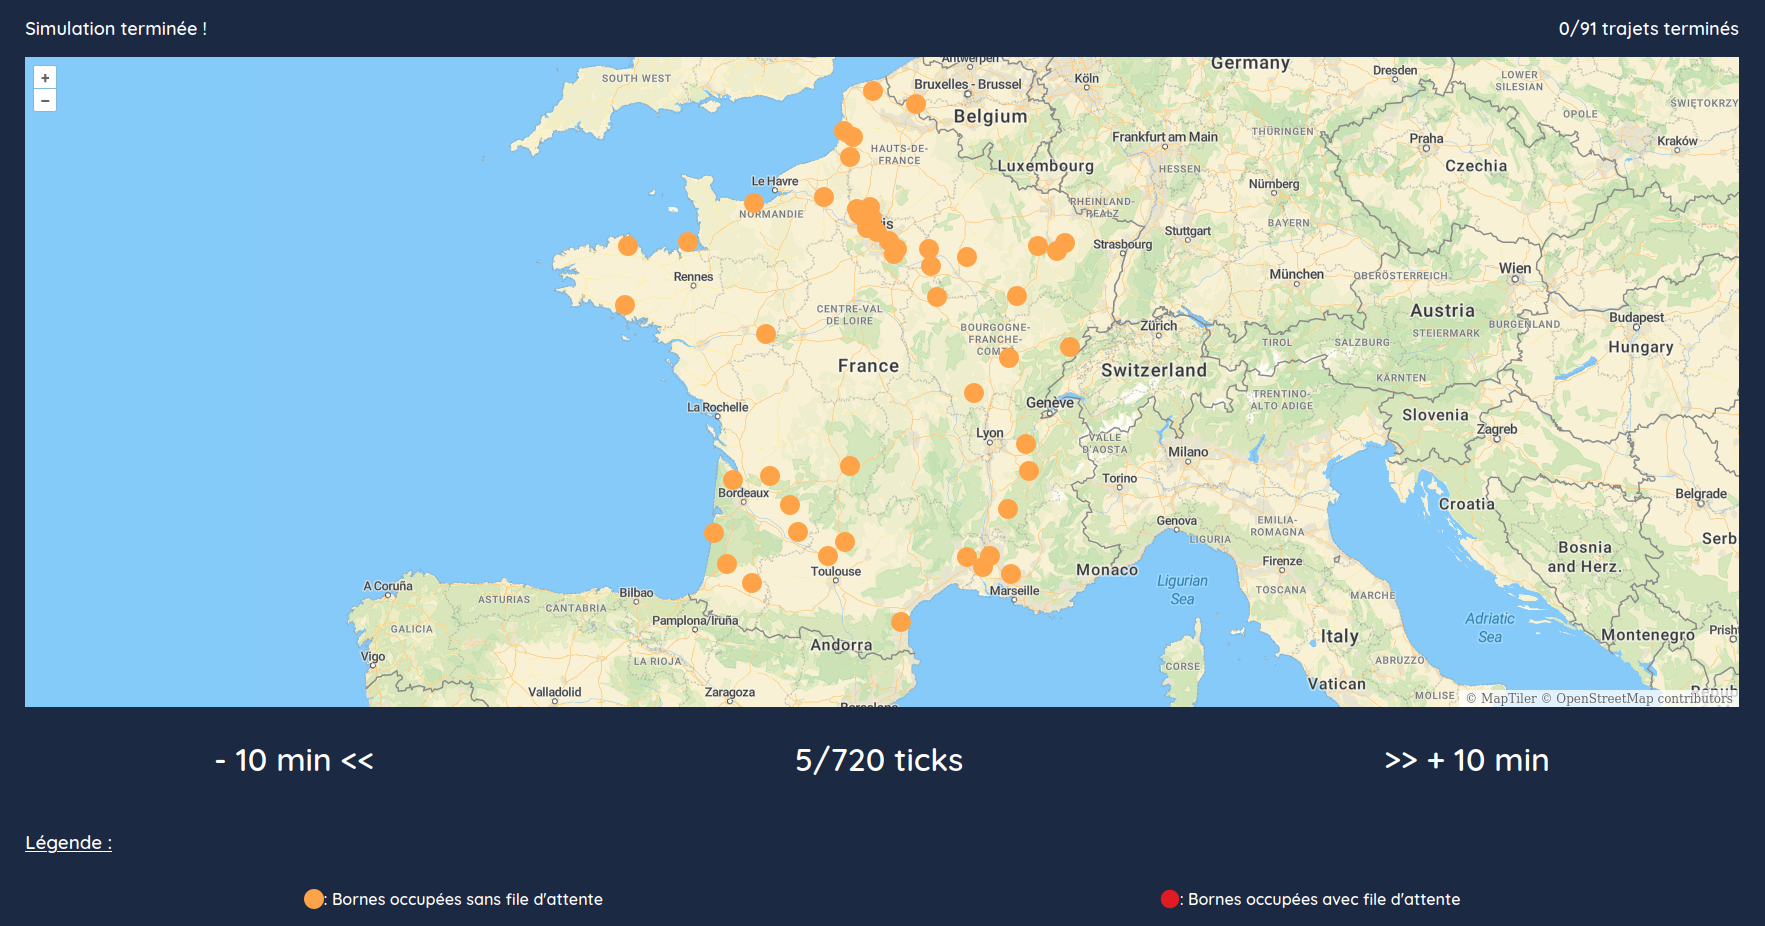 Simulation terminée !
0/91 trajets terminés
+
−
SOUTH WEST
Antwerpen
Bruxelles - Brussel
Belgium
Köln
Germany
Dresden
LOWER
SILESIAN
ŚWIĘTOKRZY
OPOLE
Frankfurt am Main
THÜRINGEN
Praha
Kraków
HAUTS-DE-
FRANCE
Luxembourg
HESSEN
Czechia
Le Havre
Nürnberg
RHEINLAND-
PFALZ
NORMANDIE
is
BAYERN
Stuttgart
Strasbourg
Rennes
München
OBERÖSTERREICH
Wien
CENTRE-VAL
DE LOIRE
Austria
BURGENLAND
Budapest
BOURGOGNE-
FRANCHE-
COMT
Zürich
STEIERMARK
TIROL
SALZBURG
Hungary
France
Switzerland
KÄRNTEN
TRENTINO-
ALTO ADIGE
La Rochelle
Genève
Slovenia
Lyon
VALLE
D'AOSTA
Zagreb
Milano
Torino
Bordeaux
Belgrade
Croatia
Genova
LIGURIA
EMILIA-
ROMAGNA
Serb
Bosnia
and Herz.
Firenze
Toulouse
Monaco
Ligurian
Sea
A Coruña
ASTURIAS
CANTABRIA
Bilbao
Marseille
TOSCANA
MARCHE
Pamplona/Iruña
Adriatic
Sea
GALICIA
Andorra
Italy
Montenegro
Prisht
Vigo
LA RIOJA
CORSE
ABRUZZO
Valladolid
Zaragoza
Vatican
MOLISE
Barcelona
Repub
© MapTiler © OpenStreetMap contributors
- 10 min <<
5/720 ticks
>> + 10 min
Légende :
: Bornes occupées sans file d'attente
: Bornes occupées avec file d'attente